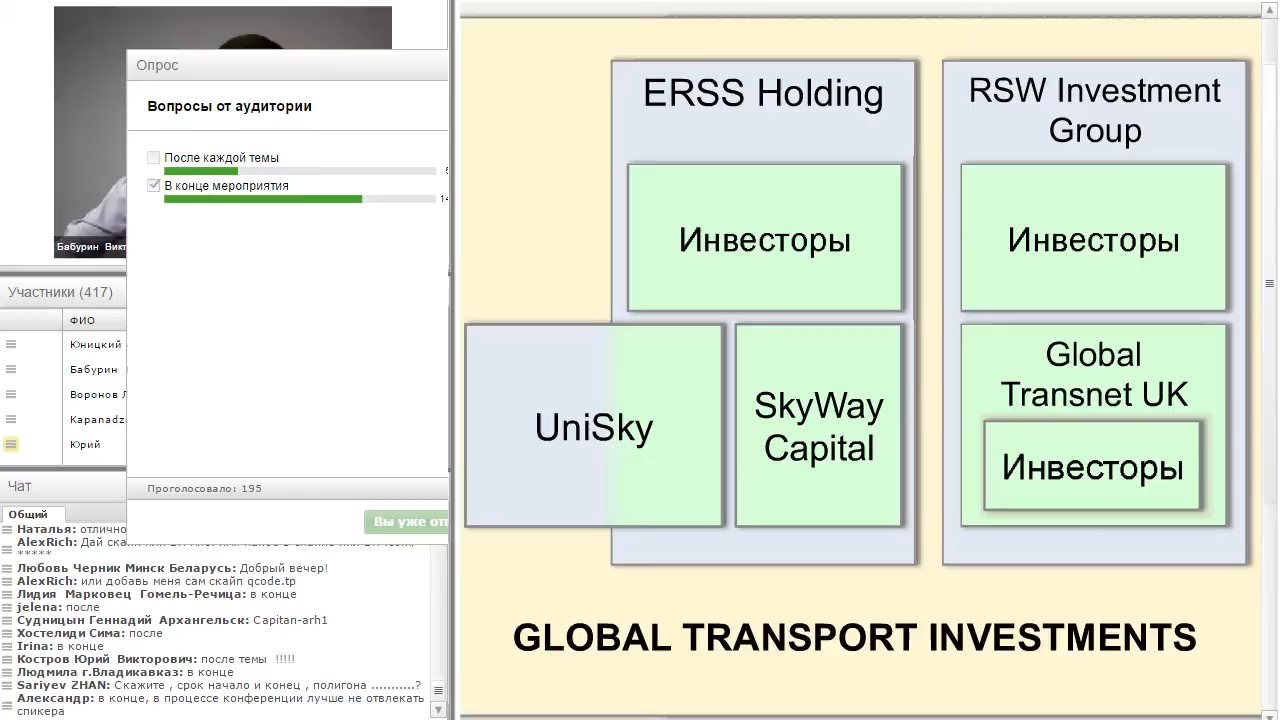 Опрос
Вопросы от аудитории
После каждой темы
В конце мероприятия
Бабурин
Участники (417)
ФИО
Юницкий
Бабурин
Воронов
Юрий
Чат
Проголосовало: 195
Вы уже
Общий
Наталья: отлично
AlexRich: Дай
*****
Любовь Черник Минск Беларусь: Добрый вечер!
AlexRich: или добавь меня сам скайп qcode.tp
Лидия Марковец Гомель-Речица: в конце
jelena: после
Судницын Геннадий Архангельск: Capitan-arh1
Хостелиди Сима: после
Irina: в конце
Костров Юрий Викторович: после темы !!!!!
Людмила г.Владикавказ: в конце
Sariyev ZHAN: Скажите , срок начало и конец , полигона ...........?
Александр: в конце, в процессе конференции лучше не отвлекать
спикера
ERSS Holding
Инвесторы
UniSky
SkyWay
Capital
RSW Investment
Group
Инвесторы
Global
Transnet UK
Инвесторы
GLOBAL TRANSPORT INVESTMENTS